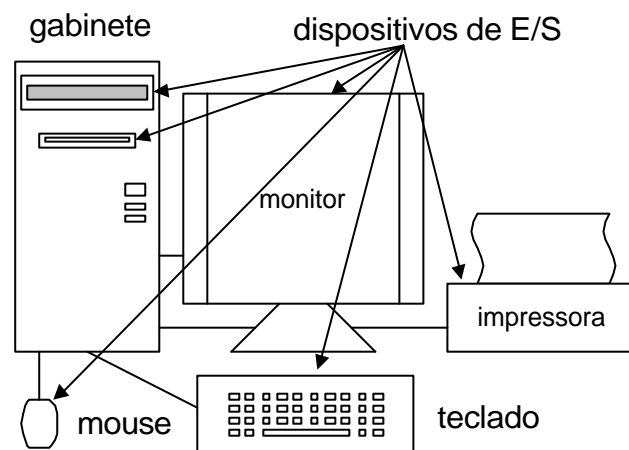 gabinete
dispositivos de E/S
monitor
impressora
mouse
teclado